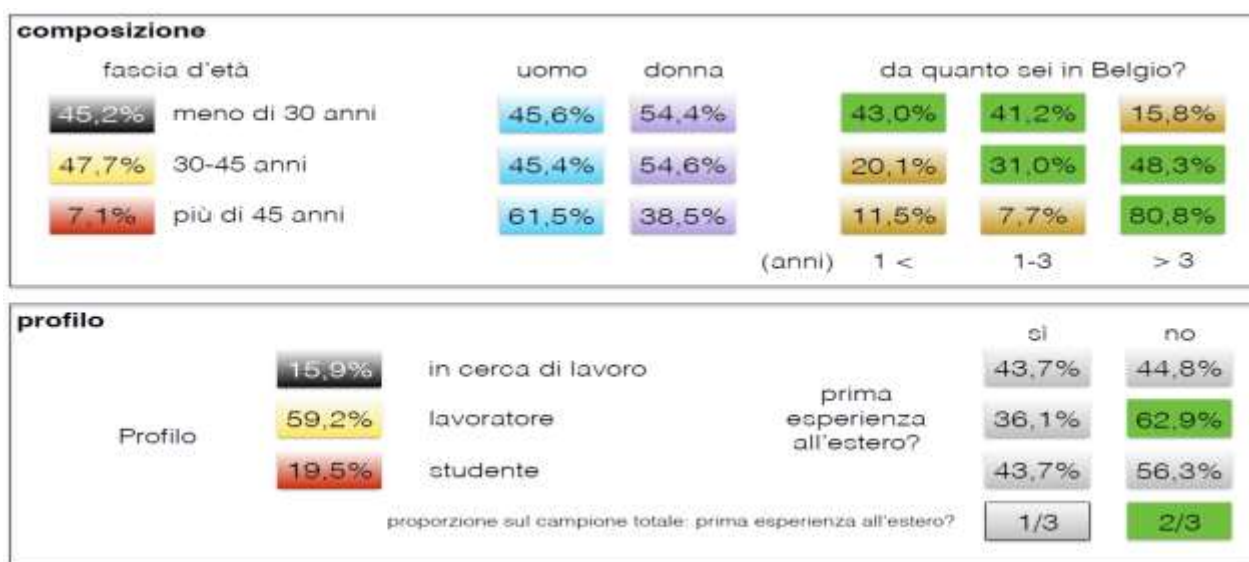 composizione
fascia d'età uomo donna da quanto sei in Belgio?
45,2% meno di 30 anni 45,6% 54,4% 43,0% 41,2% 15,8%
47,7% 30-45 anni 45,4% 54,6% 20,1% 31,0% 48,3%
7,1% più di 45 anni 61,5% 38,5% 11,5% 7,7% 80,8%
(anni) 1 < 1-3 > 3
profilo
sì no
15,9% in cerca di lavoro 43,7% 44,8%
prima
59,2% lavoratore esperienza 36,1% 62,9%
Profilo all'estero?
19,5% studente 43,7% 56,3%
proporzione sul campione totale: prima esperienza all'estero? 1/3 2/3